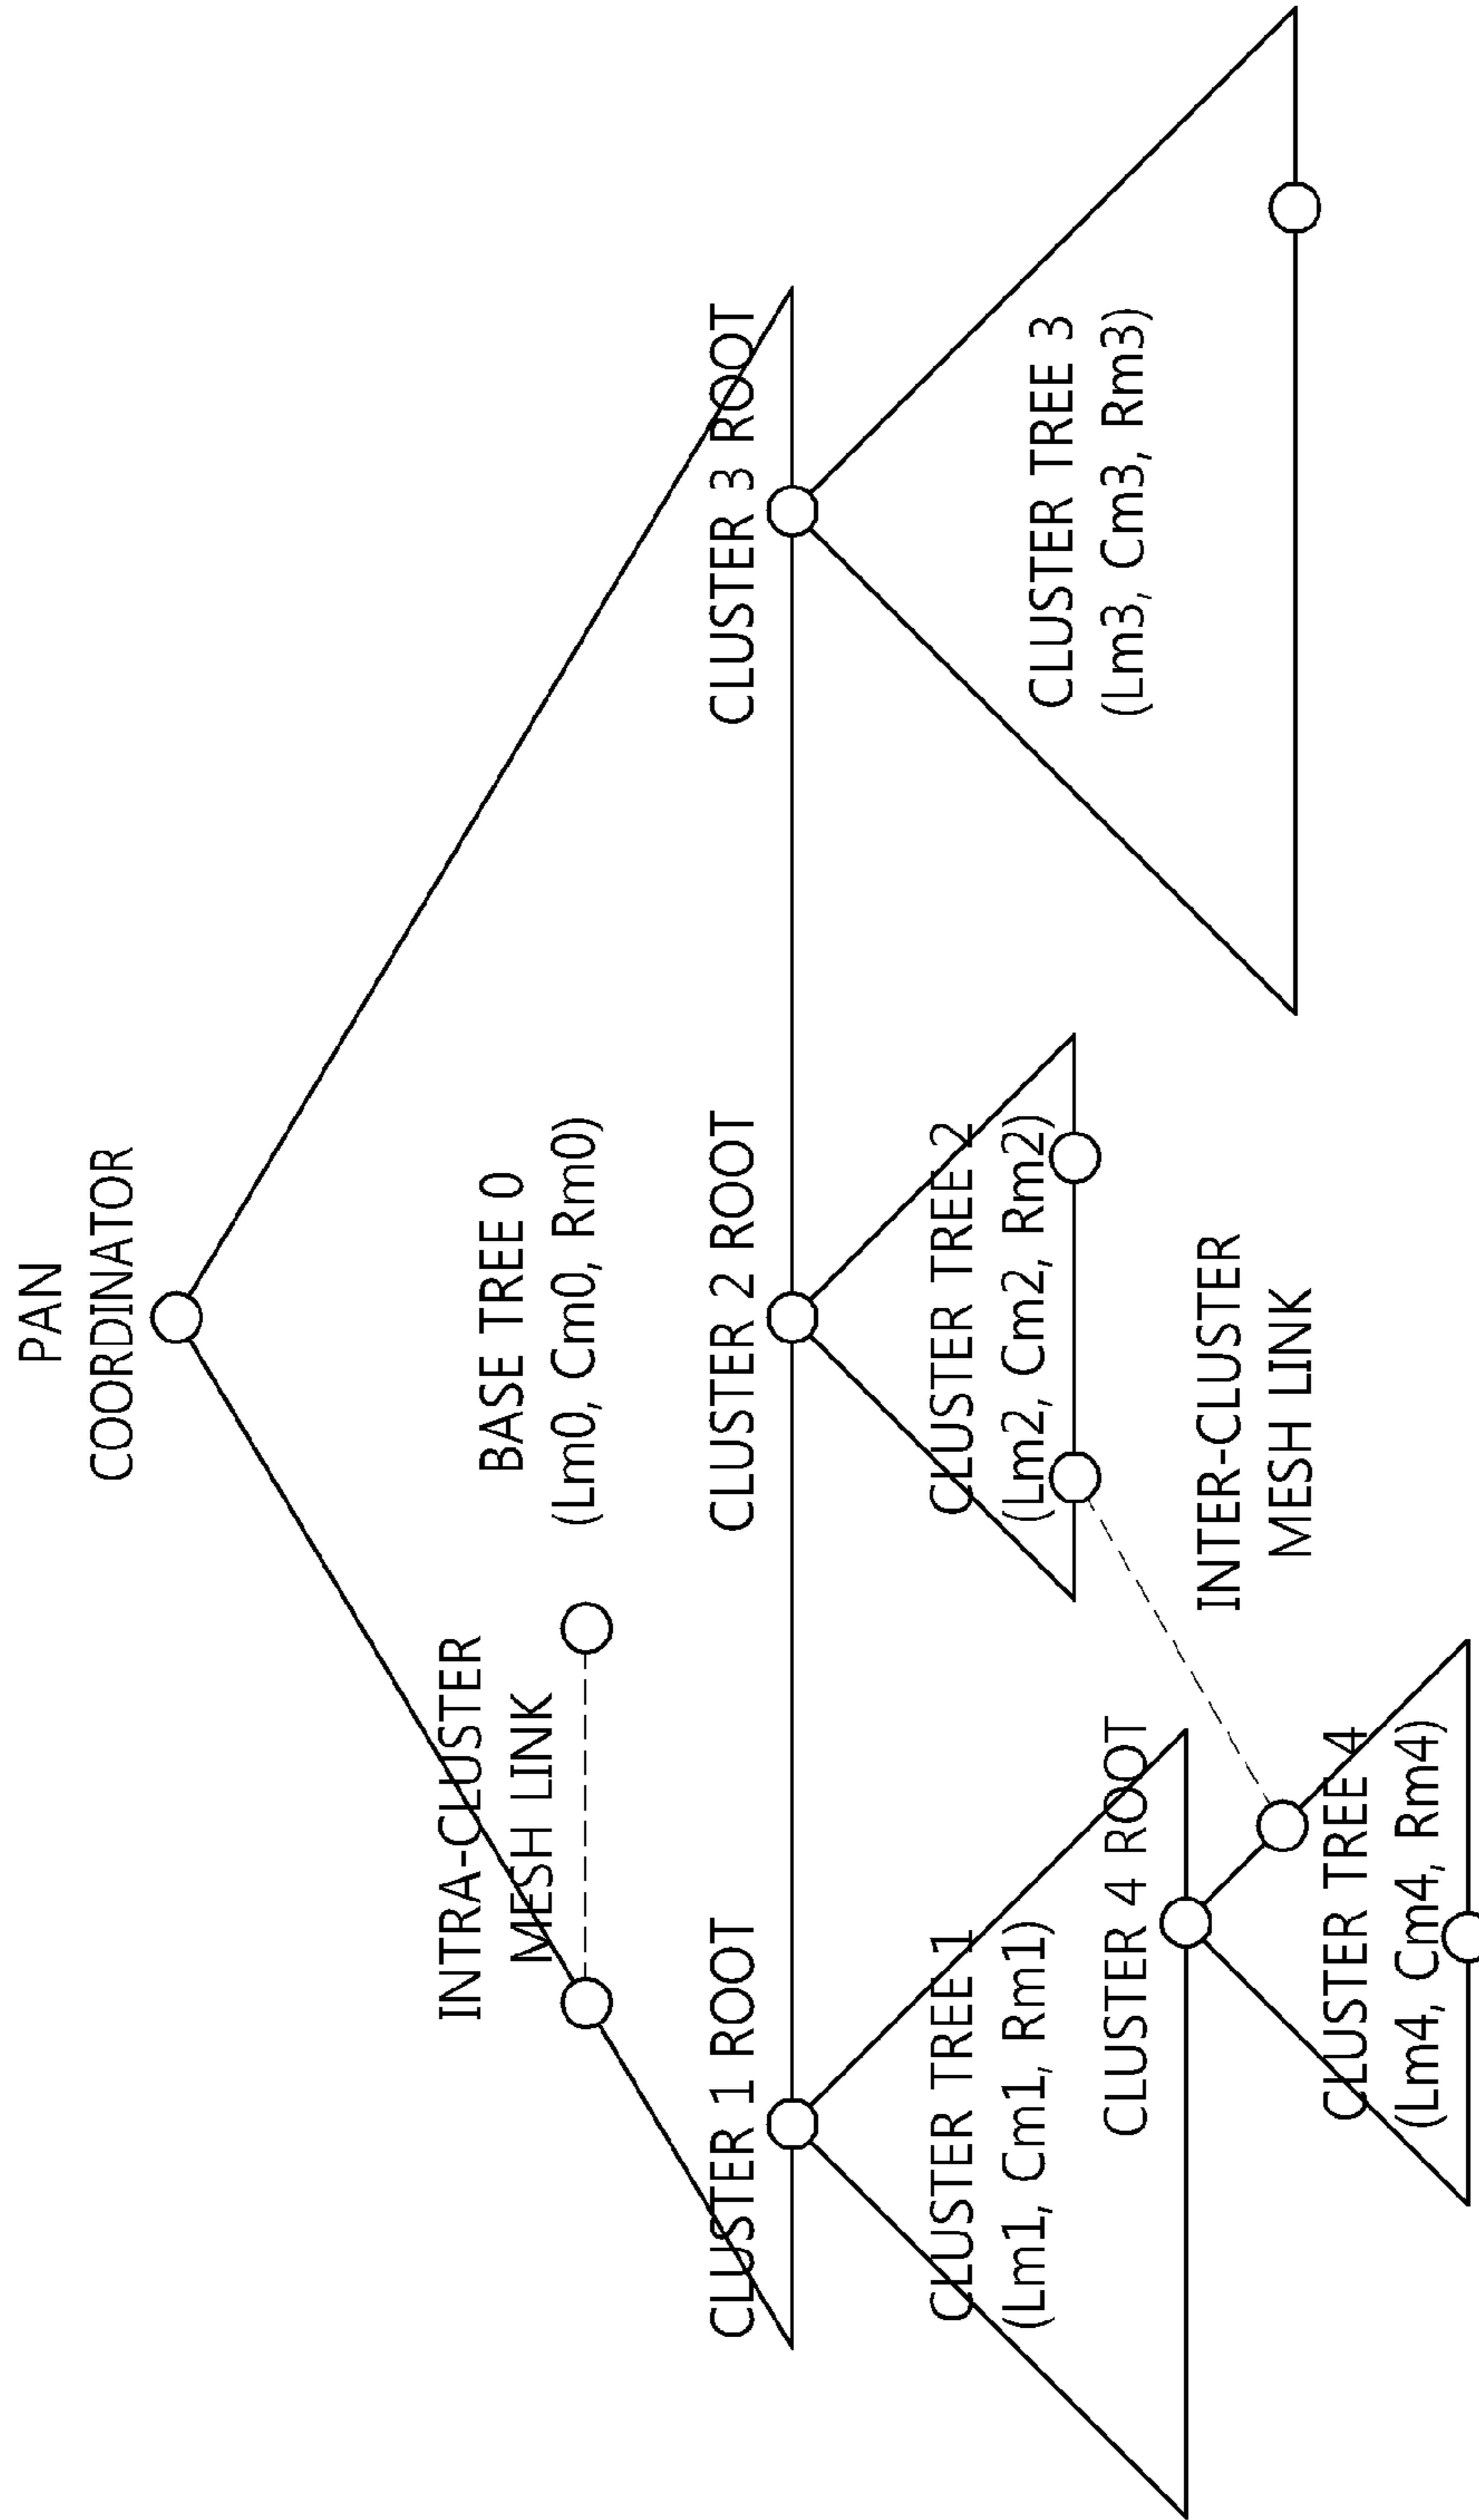 PAN
COORDINATOR
INTRA-CLUSTER
MESH LINK
BASE TREE 0
(Lm0, Cm0, Rm0)
CLUSTER 1 ROOT
CLUSTER 2 ROOT
CLUSTER 3 ROOT
CLUSTER TREE 1
(Lm1, Cm1, Rm1)
CLUSTER TREE 2
(Lm2, Cm2, Rm2)
CLUSTER TREE 3
(Lm3, Cm3, Rm3)
CLUSTER 4 ROOT
INTER-CLUSTER
MESH LINK
CLUSTER TREE 4
(Lm4, Cm4, Rm4)